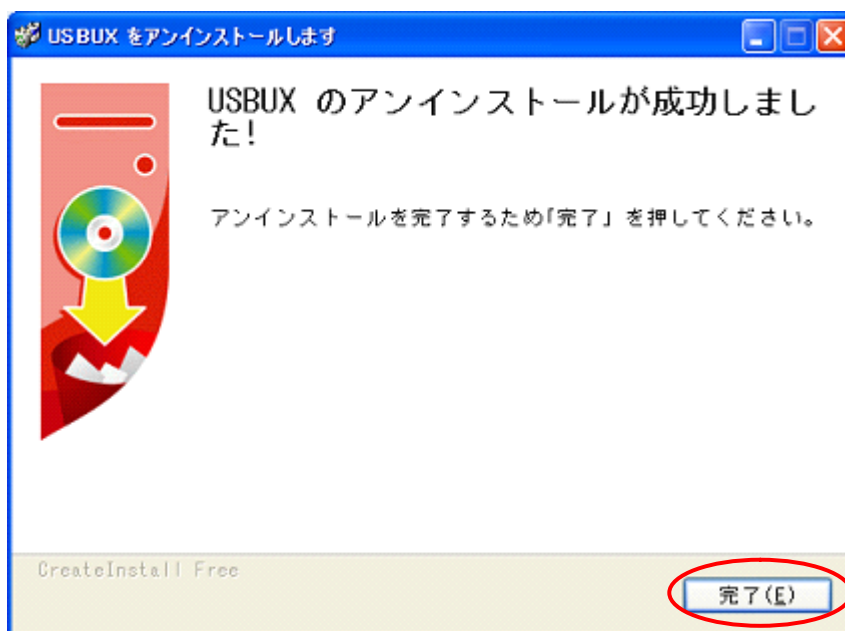 USBUX をアンインストールします
USBUX のアンインストールが成功しまし
た!
アンインストールを完了するため「完了」を押してください。
CreateInstall Free
完了(E)